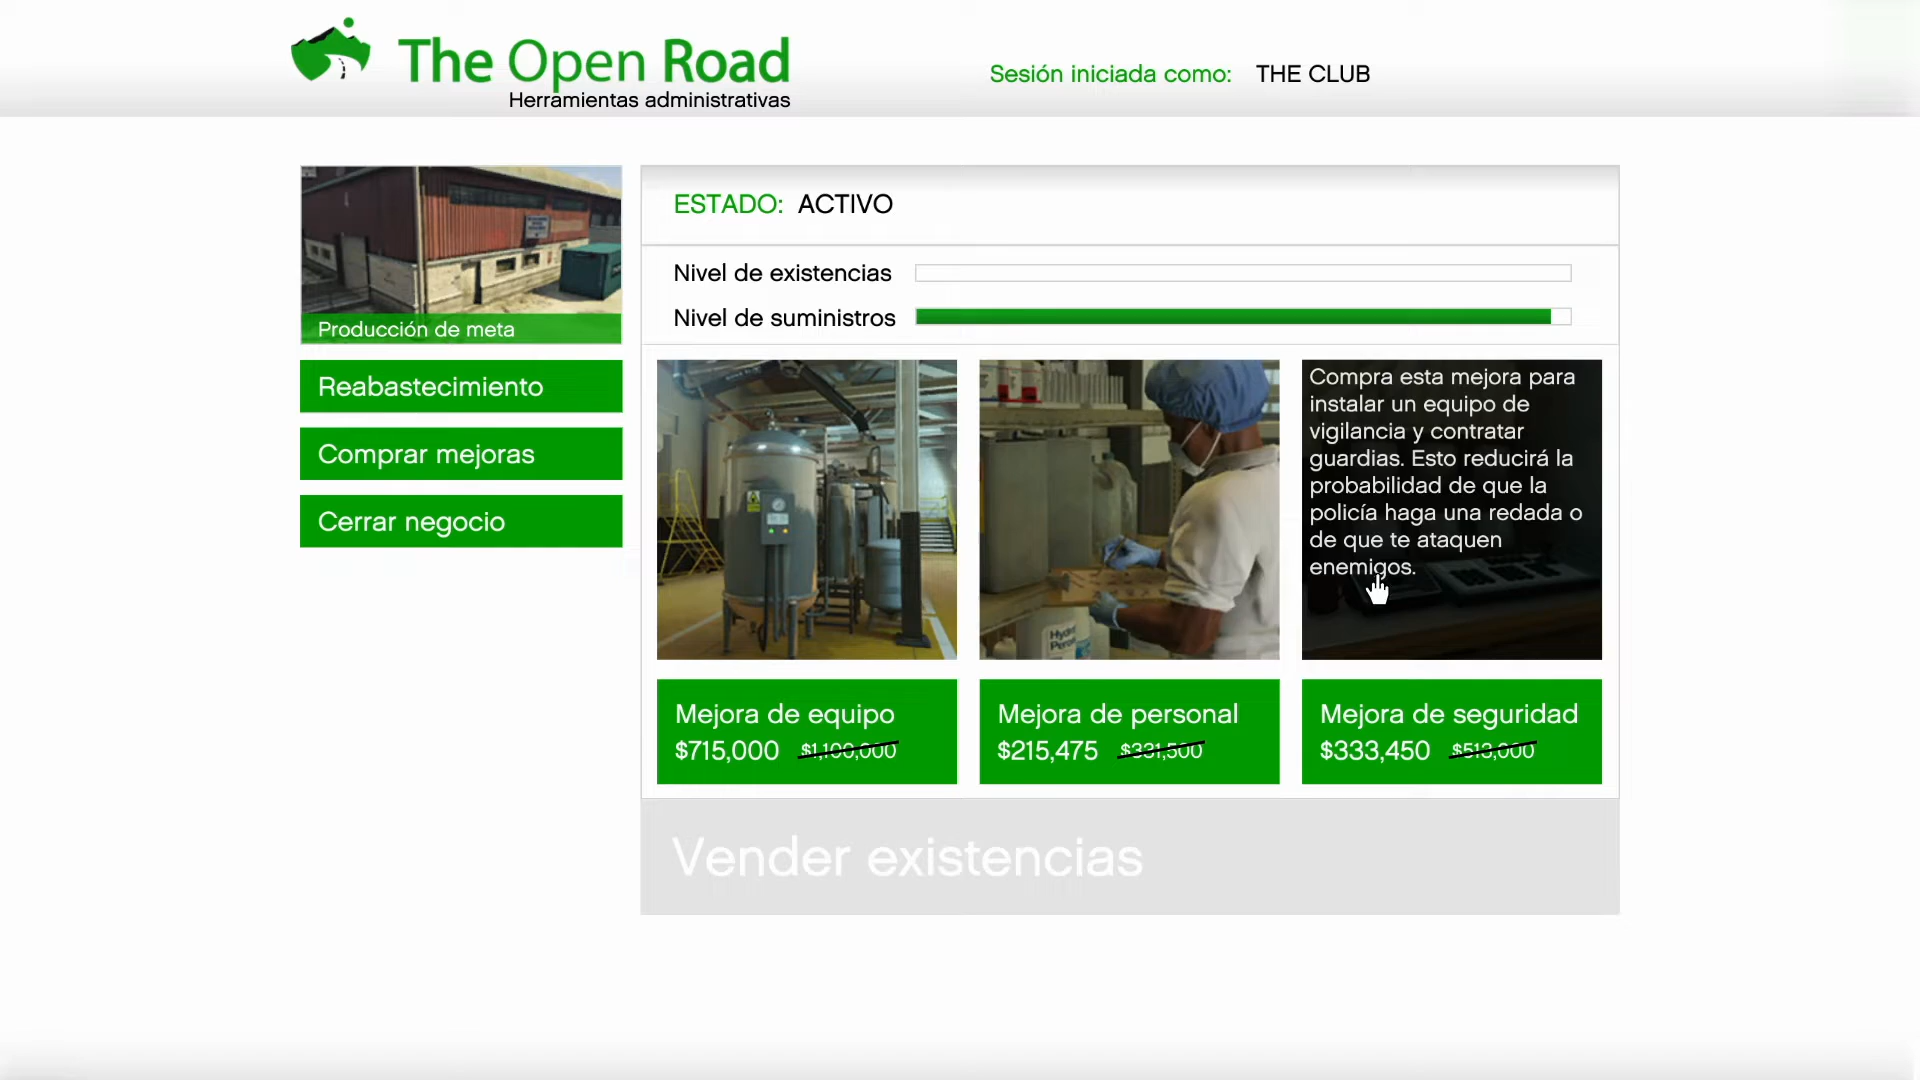 The Open Road
Herramientas administrativas
Sesión iniciada como: THE CLUB
Producción de meta
Reabastecimiento
Comprar mejoras
Cerrar negocio
ESTADO: ACTIVO
Nivel de existencias
Nivel de suministros
Compra esta mejora para
instalar un equipo de
vigilancia y contratar
guardias. Esto reducirá la
probabilidad de que la
policía haga una redada o
de que te ataquen
enemigos.
Mejora de equipo
$715,000 $1,100,000
Mejora de personal
$215,475 $331,500
Mejora de seguridad
$333,450 $513,000
Vender existencias